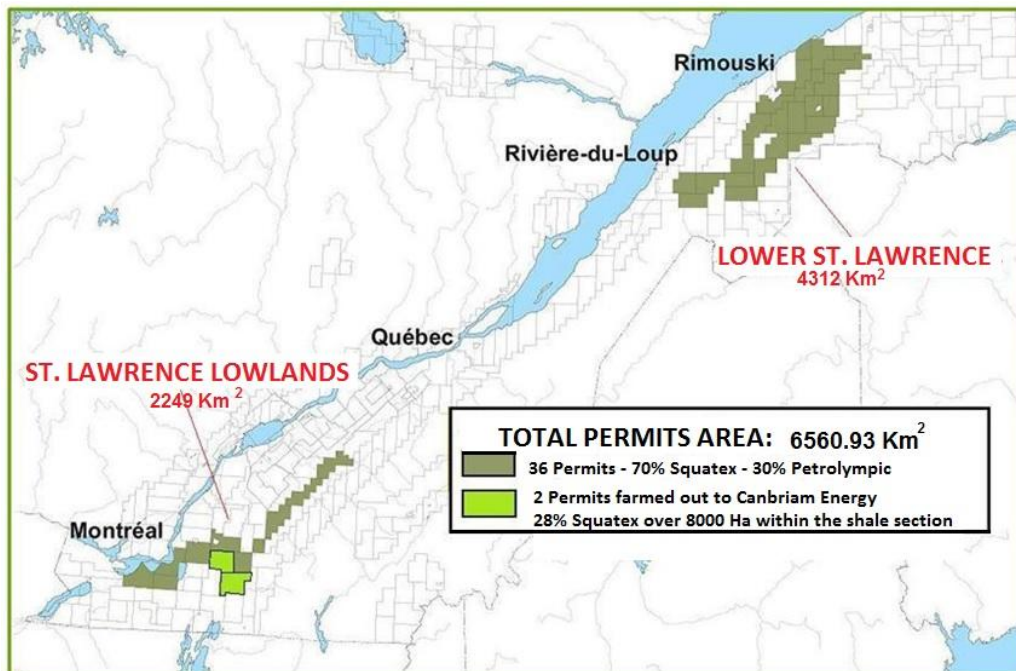 Rimouski
Rivière-du-Loup
LOWER ST. LAWRENCE
4312 Km²
Québec
ST. LAWRENCE LOWLANDS
2249 Km ²
TOTAL PERMITS AREA: 6560.93 Km²
36 Permits - 70% Squatex - 30% Petrolympic
2 Permits farmed out to Canbriam Energy
28% Squatex over 8000 Ha within the shale section
Montréal